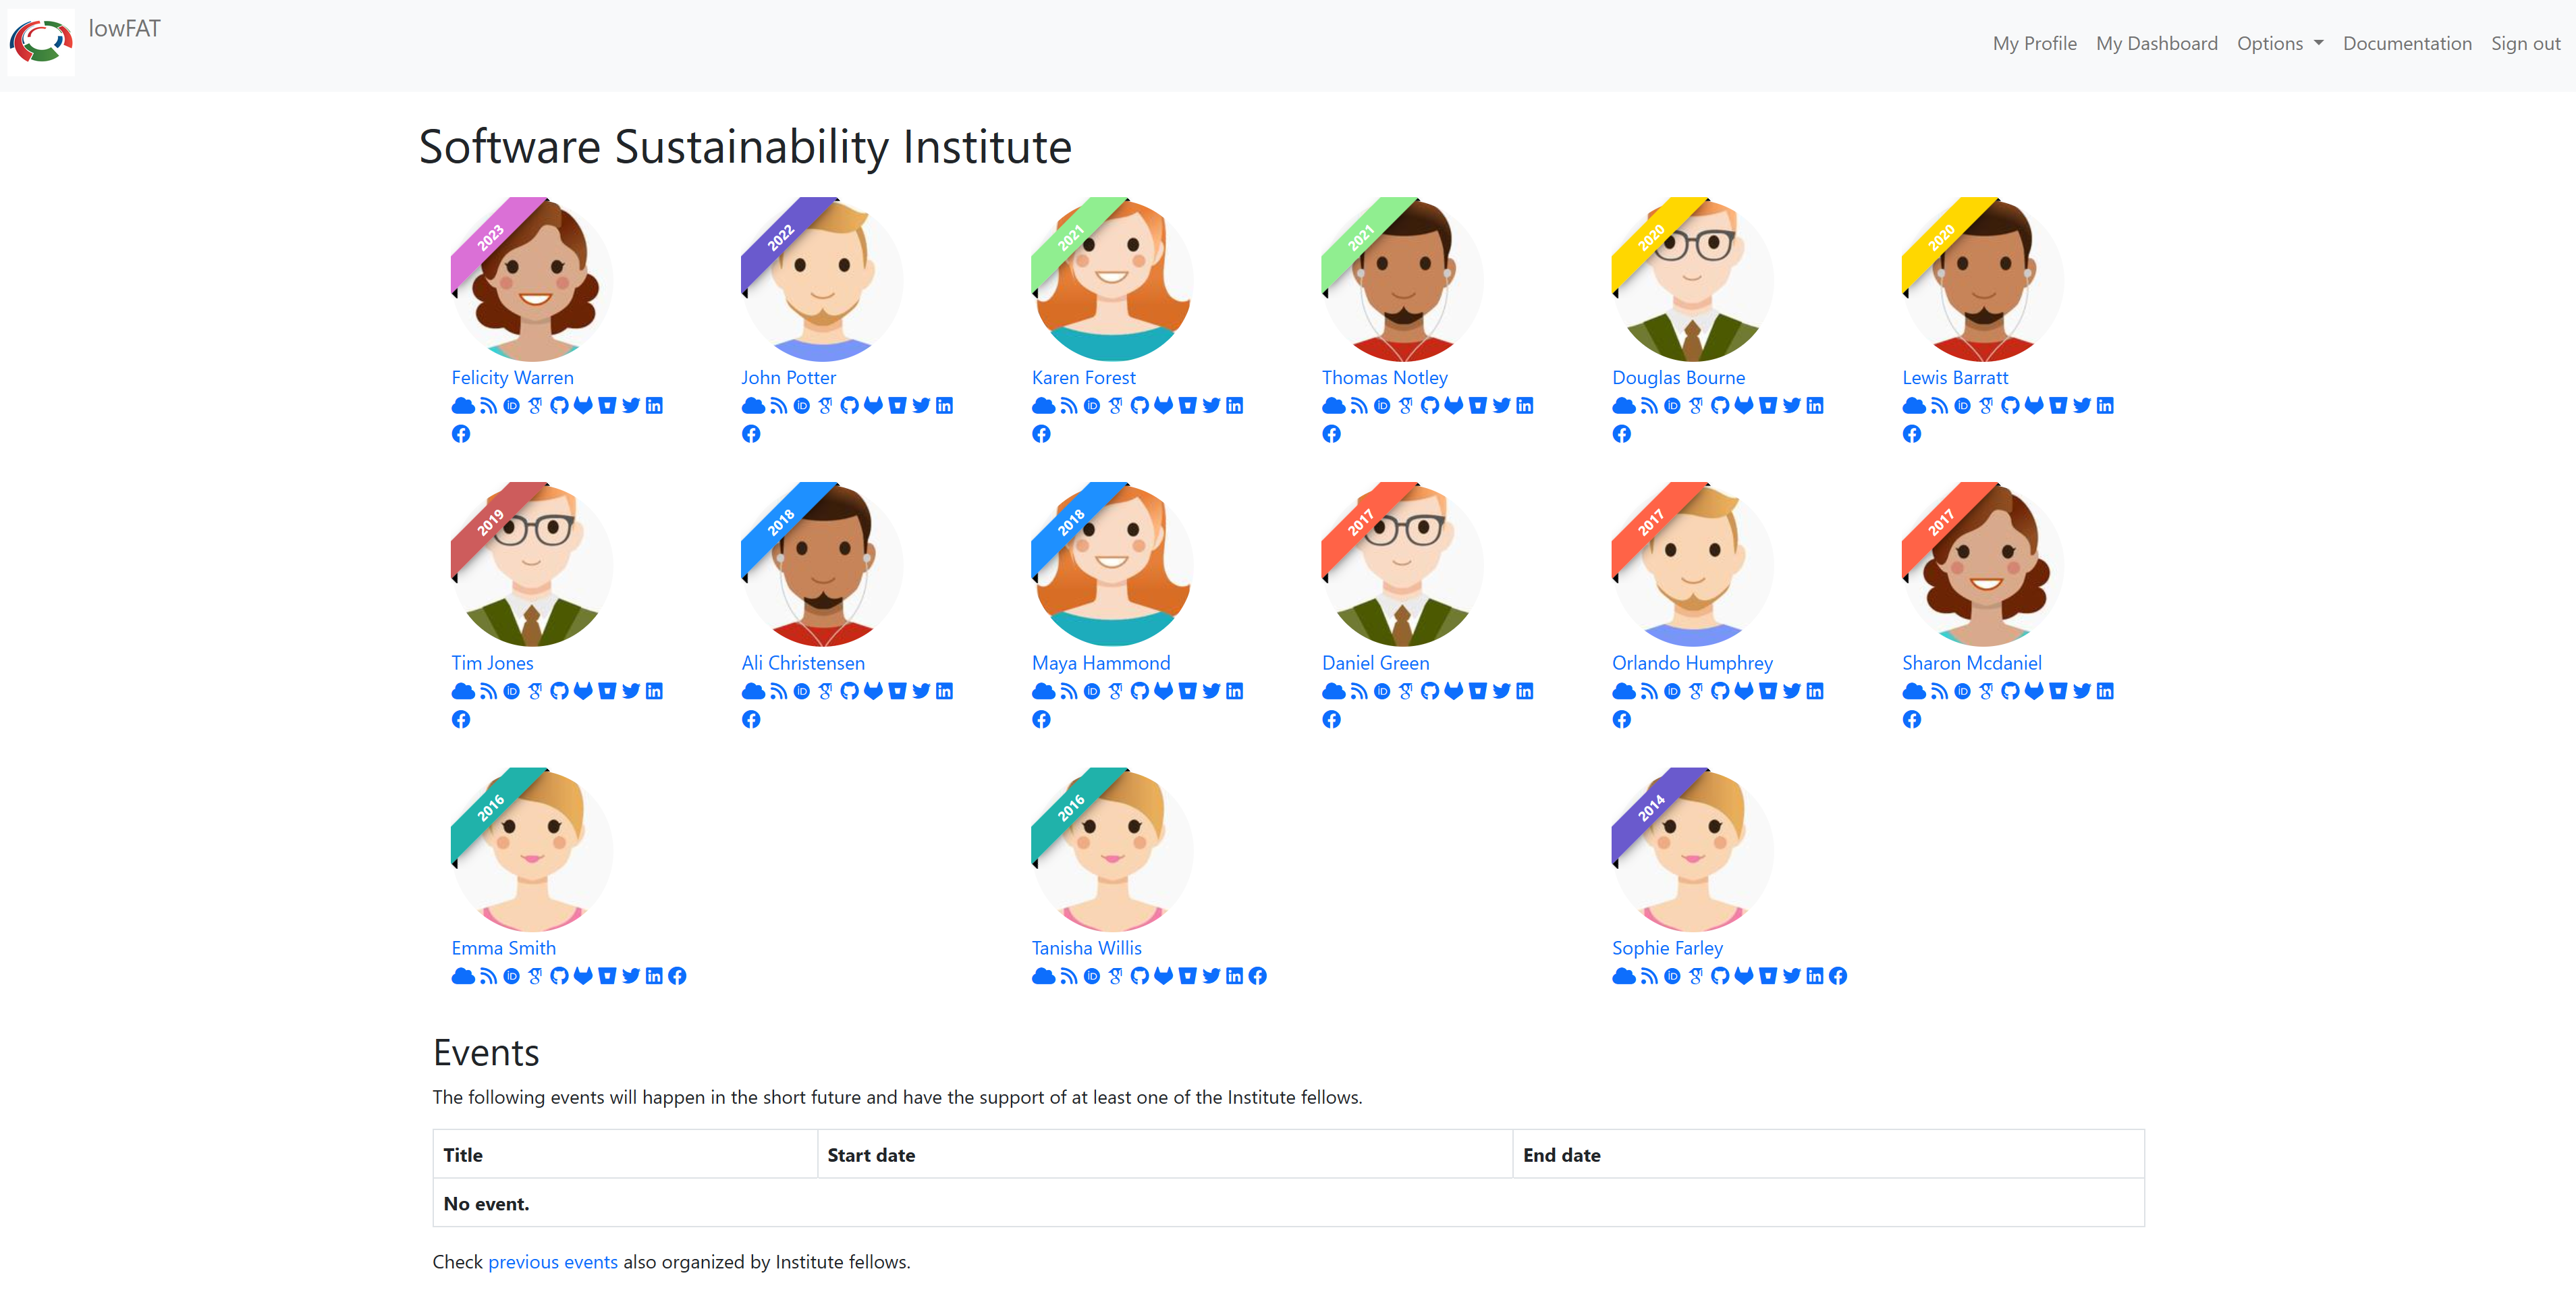 lowFAT
My Profile My Dashboard Options Documentation Sign out
Software Sustainability Institute
2023 2022 2021 2021 2020 2020
Felicity Warren John Potter Karen Forest Thomas Notley Douglas Bourne Lewis Barratt
2019 2018 2018 2017 2017 2017
Tim Jones Ali Christensen Maya Hammond Daniel Green Orlando Humphrey Sharon Mcdaniel
2016 2016 2014
Emma Smith Tanisha Willis Sophie Farley
Events
The following events will happen in the short future and have the support of at least one of the Institute fellows.
Title Start date End date
No event.
Check previous events also organized by Institute fellows.